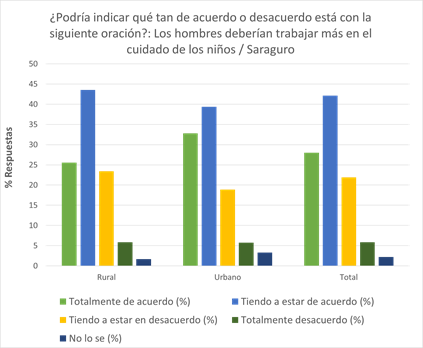 ¿Podría indicar qué tan de acuerdo o desacuerdo está con la
siguiente oración?: Los hombres deberían trabajar más en el
cuidado de los niños / Saraguro
% Respuestas
50
45
40
35
30
25
20
15
10
5
0
Rural Urbano Total
Totalmente de acuerdo (%) Tiendo a estar de acuerdo (%)
Tiendo a estar en desacuerdo (%) Totalmente desacuerdo (%)
No lo se (%)